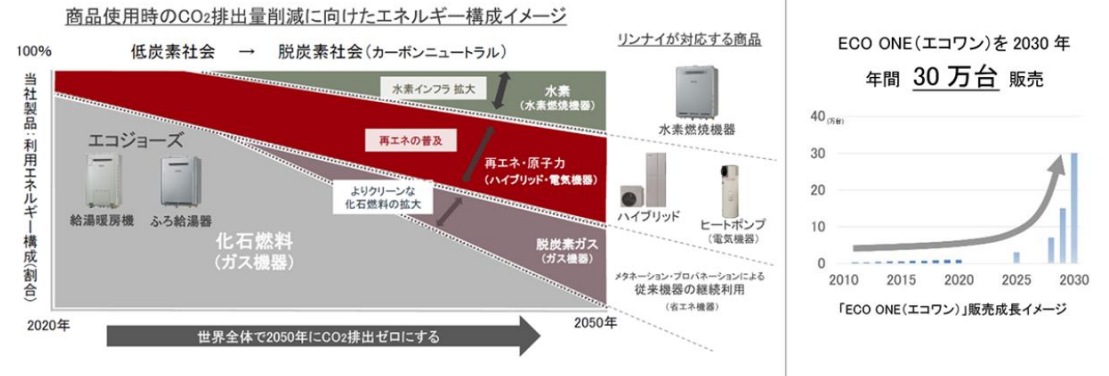 商品使用時のCO₂排出量削減に向けたエネルギー構成イメージ
100%
低炭素社会 → 脱炭素社会(カーボンニュートラル)
リンナイが対応する商品
当社製品:利用エネルギー構成(割合)
水素インフラ 拡大
水素
(水素燃焼機器)
水素燃焼機器
エコジョーズ
再エネの普及
再エネ・原子力
(ハイブリッド・電気機器)
給湯暖房機
ふろ給湯器
よりクリーンな
化石燃料の拡大
ハイブリッド
ヒートポンプ
(電気機器)
化石燃料
(ガス機器)
脱炭素ガス
(ガス機器)
メタネーション・プロパネーションによる
従来機器の継続利用
(省エネ機器)
2020年
2050年
世界全体で2050年にCO₂排出ゼロにする
ECO ONE(エコワン)を2030年
年間 30万台 販売
40(万台)
30
20
10
0
2010 2015 2020 2025 2030
「ECO ONE(エコワン)」販売成長イメージ